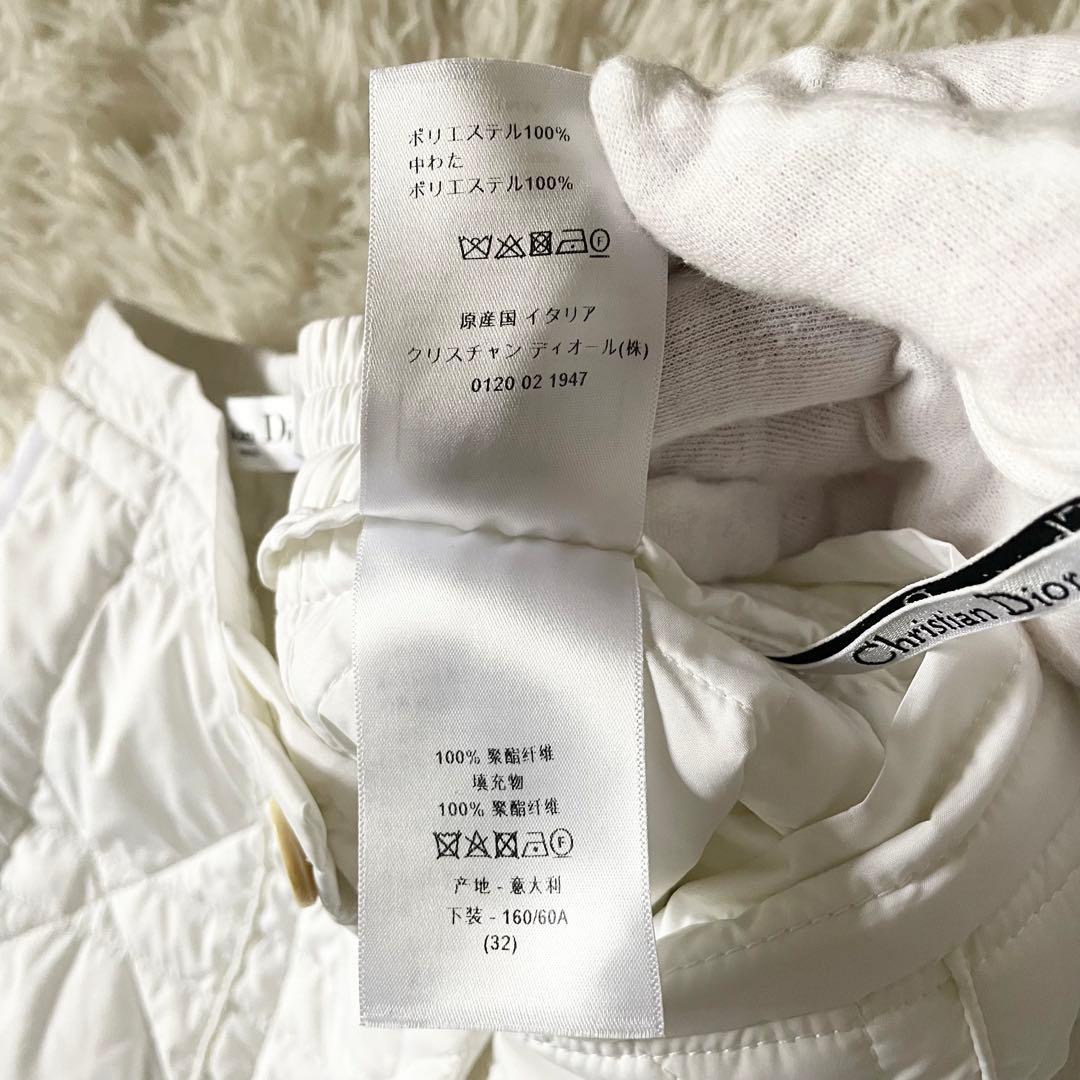 ポリエステル100%
中わた
ポリエステル100%
F
原産国 イタリア
クリスチャン ディオール(株)
0120 02 1947
Christian Dior
100% 聚酯纤维
填充物
100% 聚酯纤维
F
产地 - 意大利
下装 - 160/60A
(32)